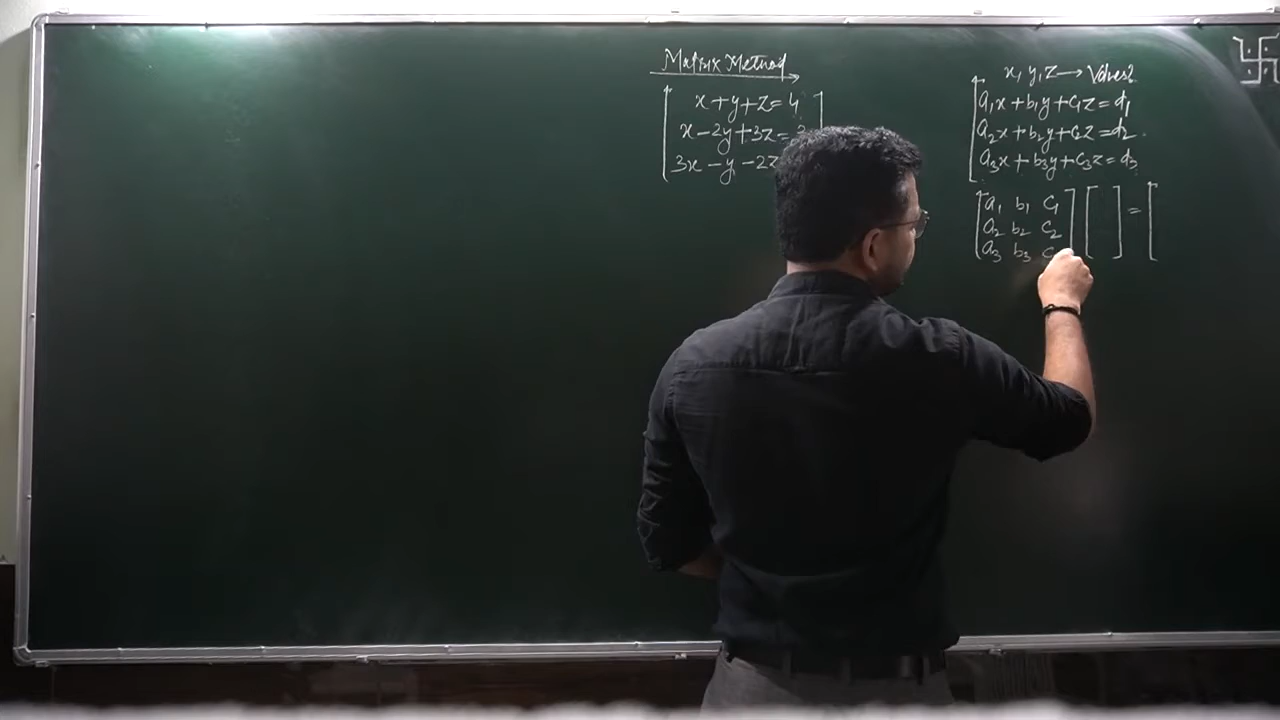 Matrix Method
x+y+z=4
x-2y+3z=
3x-y-2z
x, y, z → Values?
a₁x+b₁y+c₁z=d₁
a₂x+b₂y+c₂z=d₂
a₃x+b₃y+c₃z=d₃
[a₁ b₁ c₁] [ ] = [
a₂ b₂ c₂
a₃ b₃ c